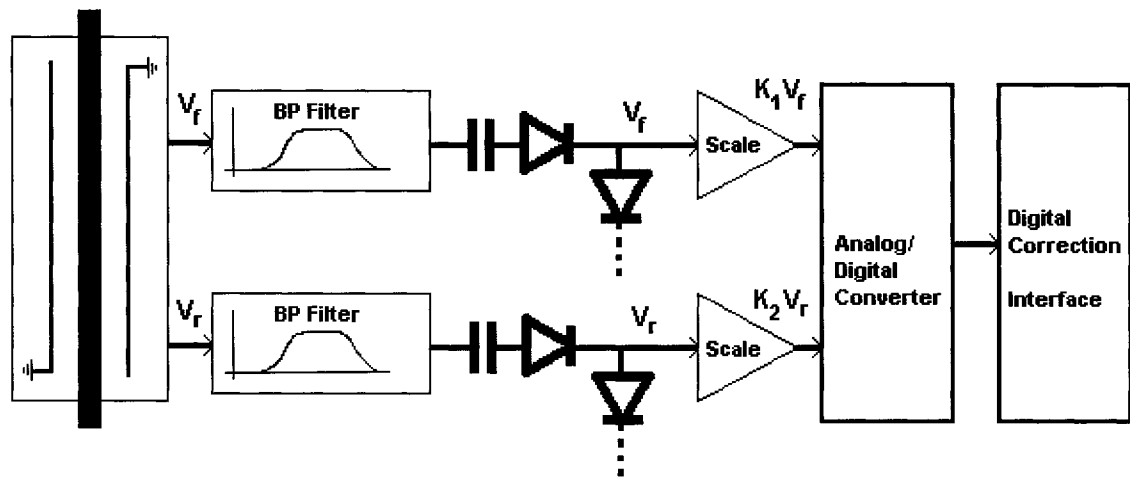 V_f
BP Filter
V_f
Scale
K_1V_f
Analog/
Digital
Converter
Digital
Correction
Interface
V_r
BP Filter
V_r
Scale
K_2V_r